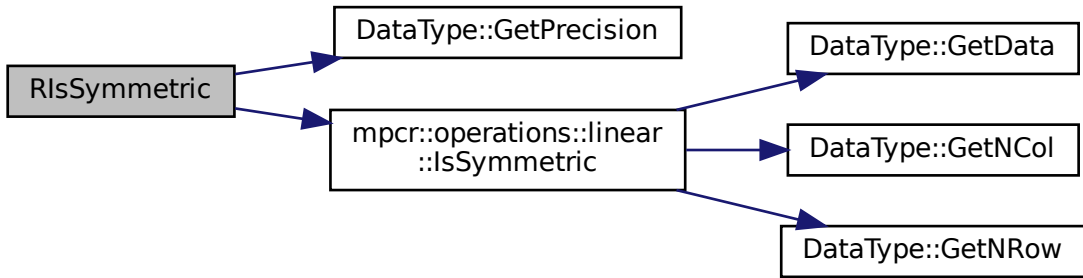 RIsSymmetric
DataType::GetPrecision
mpcr::operations::linear
::IsSymmetric
DataType::GetData
DataType::GetNCol
DataType::GetNRow